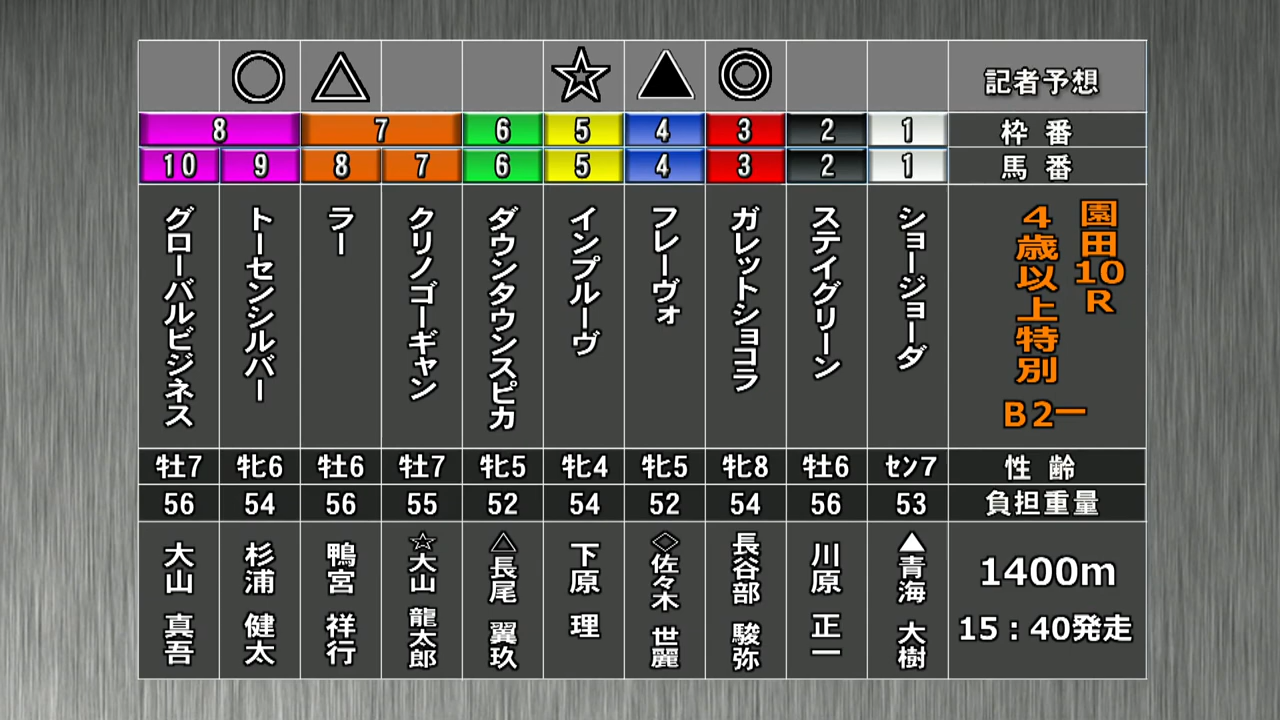 記者予想 ◎ ▲ ☆ △ ○
枠番 1 2 3 4 5 6 7 8
馬番 1 2 3 4 5 6 7 8 9 10
園田10R
4歳以上特別
B2一
ショージョーダ
ステイグリーン
ガレットショコラ
フレーヴォ
インプルーヴ
ダウンタウンスピカ
クリノゴーギャン
ラー
トーセンシルバー
グローバルビジネス
性齢 セン7 牡6 牝8 牝5 牝4 牝5 牡7 牡6 牝6 牡7
負担重量 53 56 54 52 54 52 55 56 54 56
1400m
15:40発走
▲青海 大樹
川原 正一
長谷部 駿弥
◇佐々木 世麗
下原 理
△長尾 翼玖
☆大山 龍太郎
鴨宮 祥行
杉浦 健太
大山 真吾